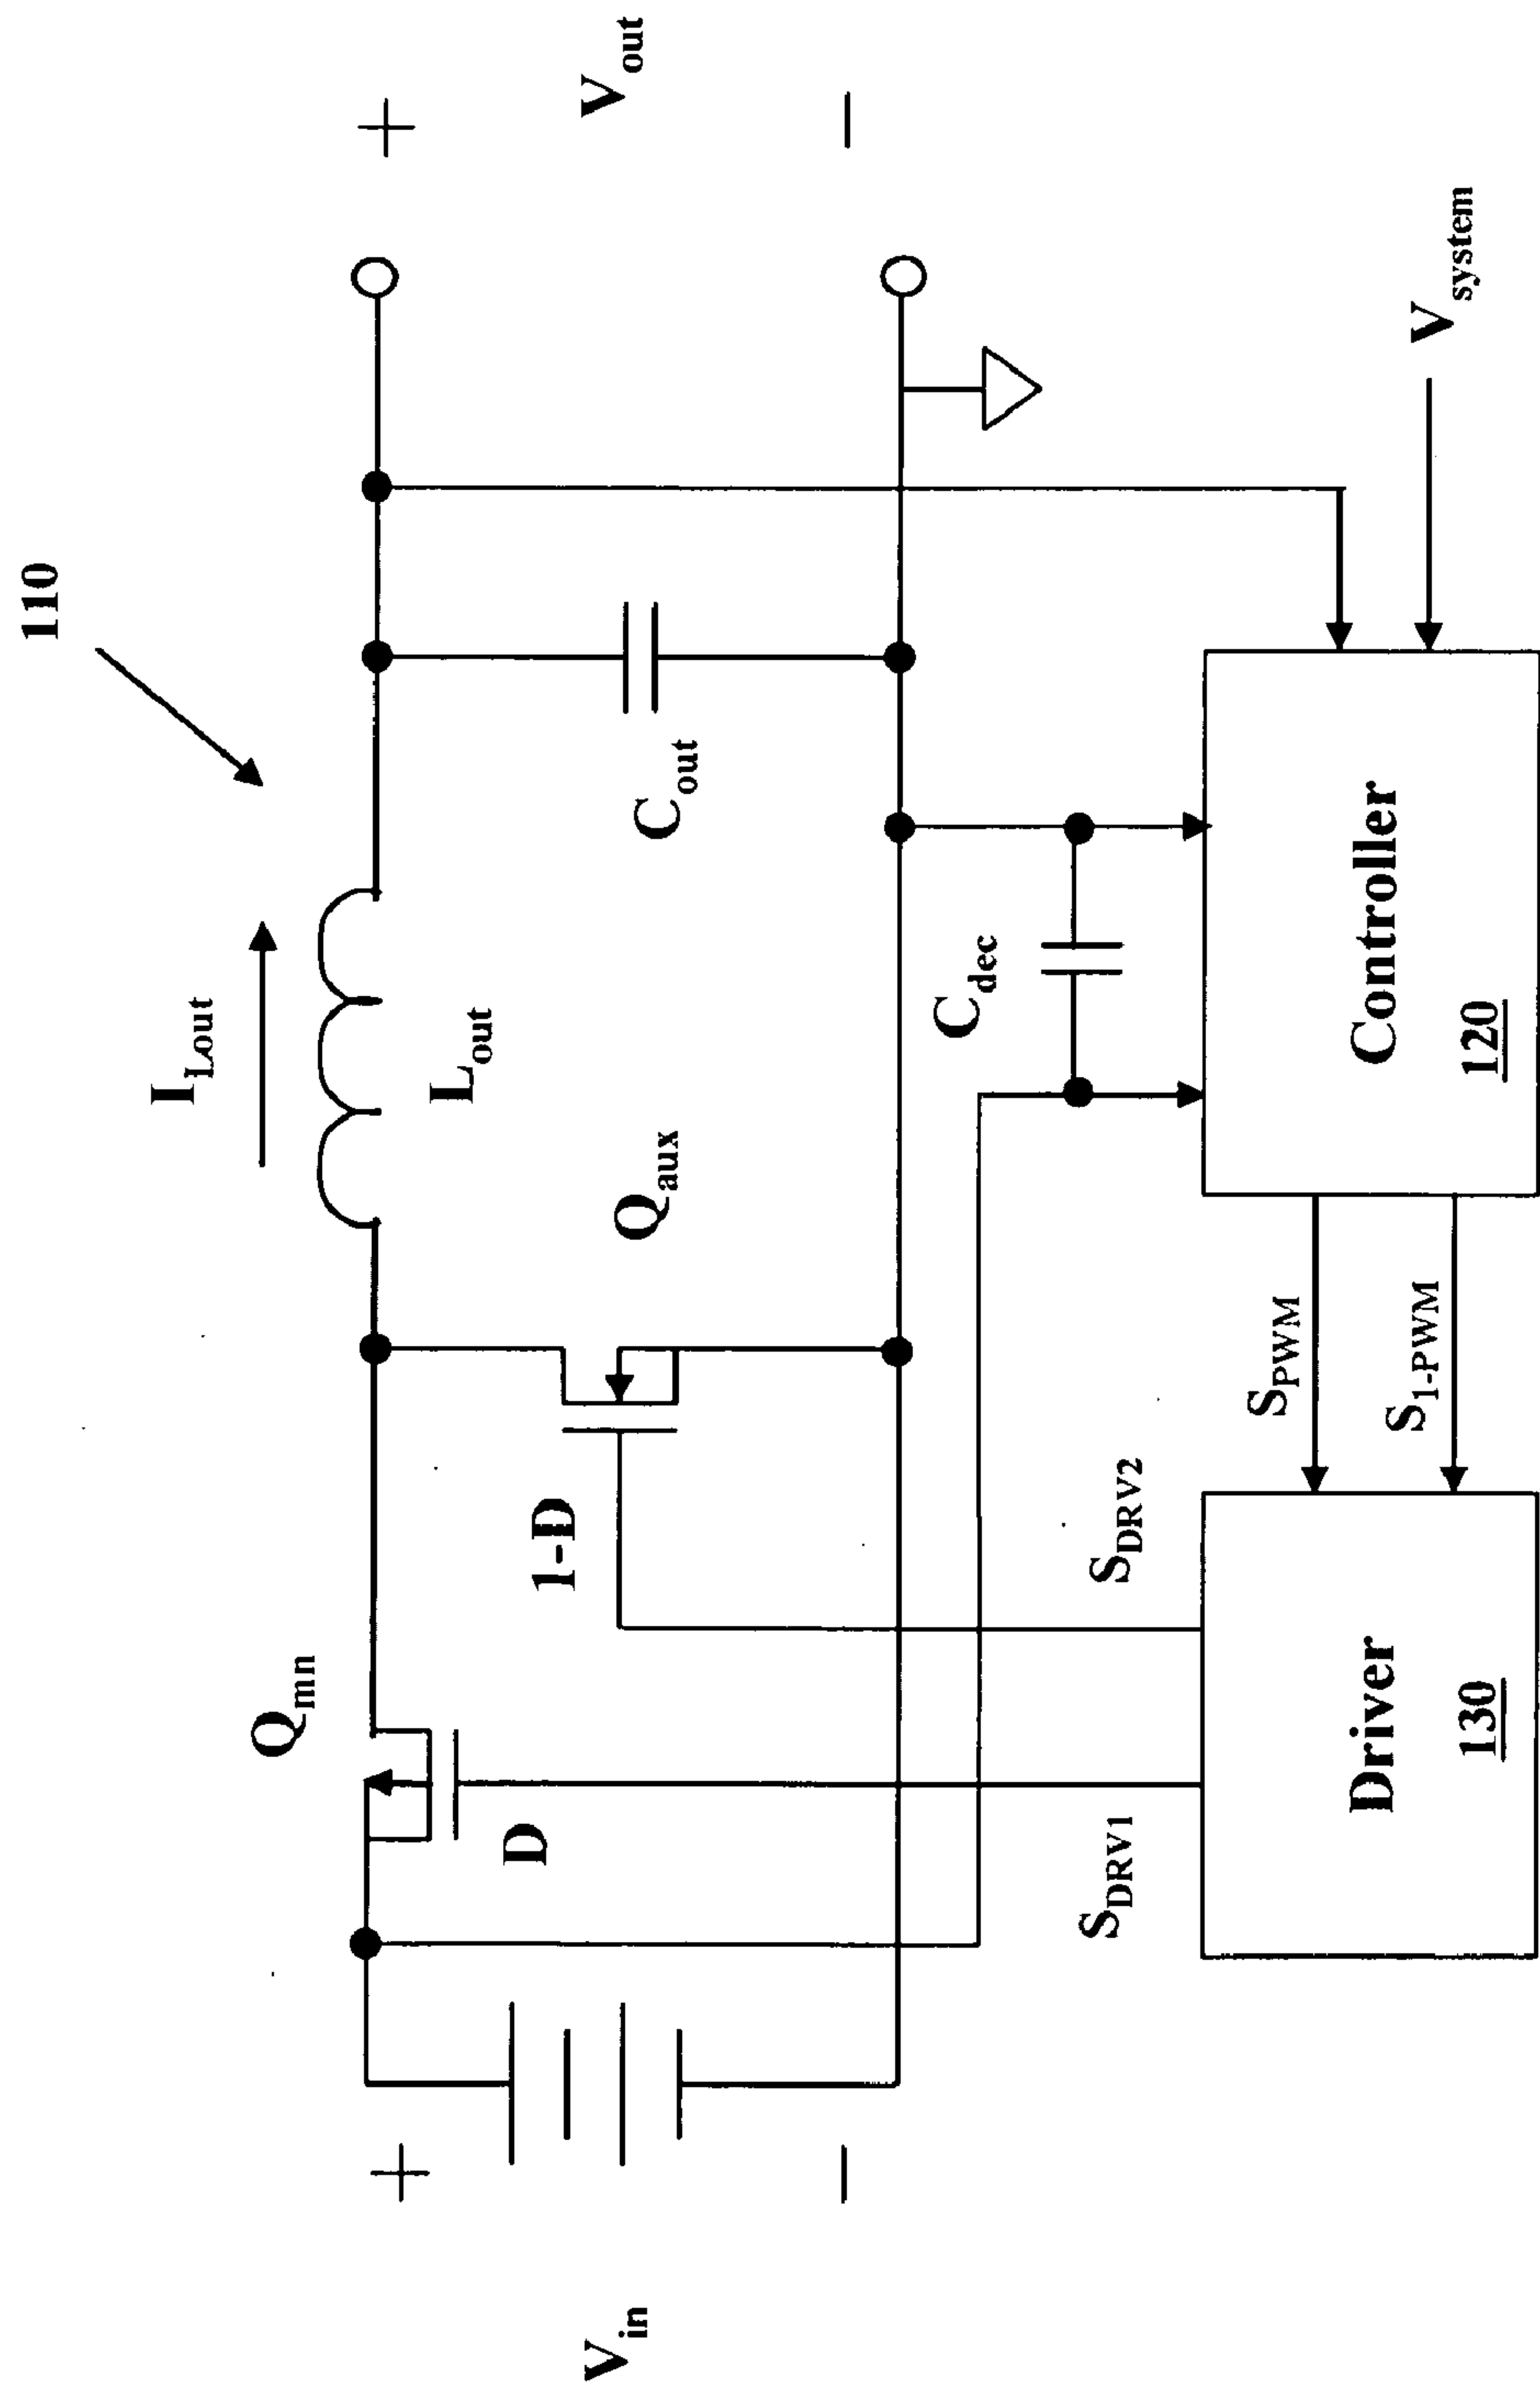 110
I_Lout
L_out
Q_mn
D
1-D
Q_aux
C_out
+
V_out
−
+
V_in
−
C_dec
S_DRV1
S_DRV2
S_PWM
S_1-PWM
V_system
Driver
130
Controller
120